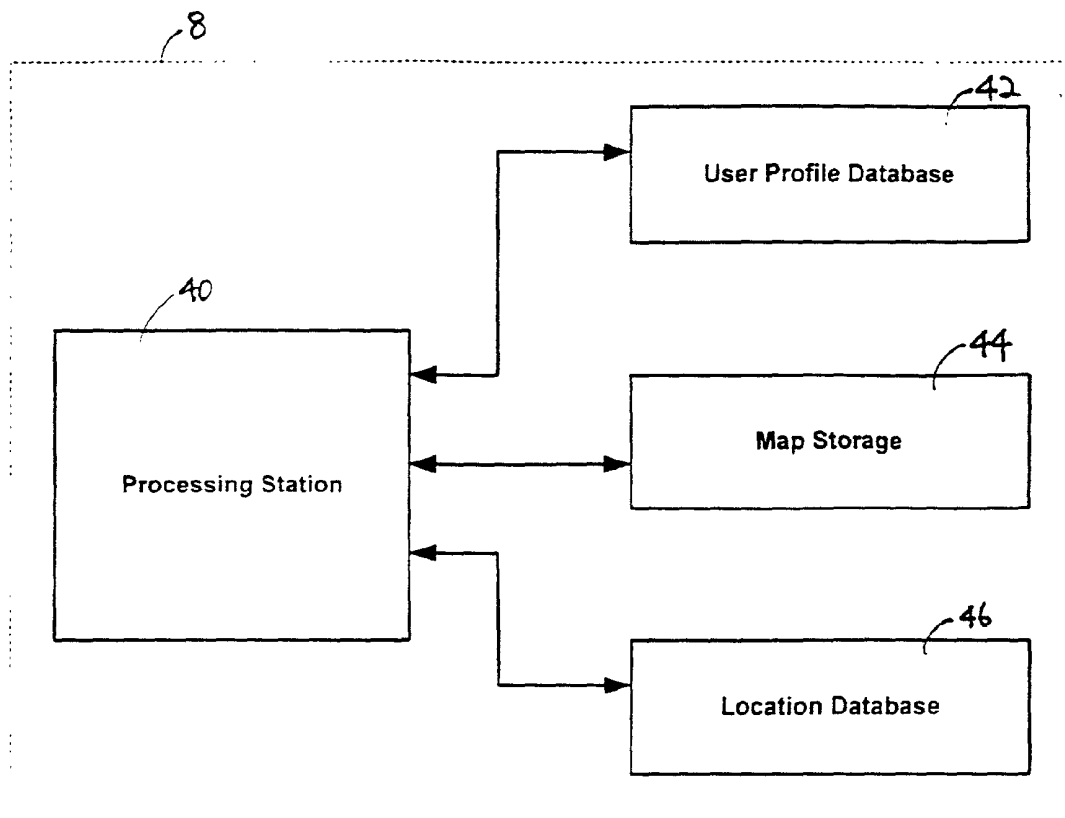 8
42
User Profile Database
40
44
Map Storage
Processing Station
46
Location Database